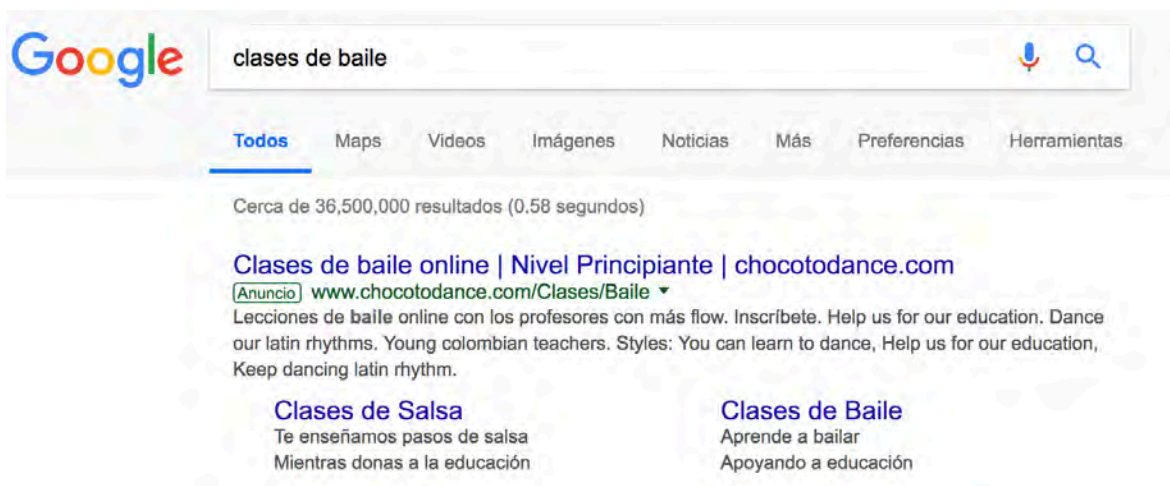 Google clases de baile
Todos Maps Videos Imágenes Noticias Más Preferencias Herramientas
Cerca de 36,500,000 resultados (0.58 segundos)
Clases de baile online | Nivel Principiante | chocotodance.com
Anuncio www.chocotodance.com/Clases/Baile
Lecciones de baile online con los profesores con más flow. Inscríbete. Help us for our education. Dance
our latin rhythms. Young colombian teachers. Styles: You can learn to dance, Help us for our education,
Keep dancing latin rhythm.
Clases de Salsa
Te enseñamos pasos de salsa
Mientras donas a la educación
Clases de Baile
Aprende a bailar
Apoyando a educación